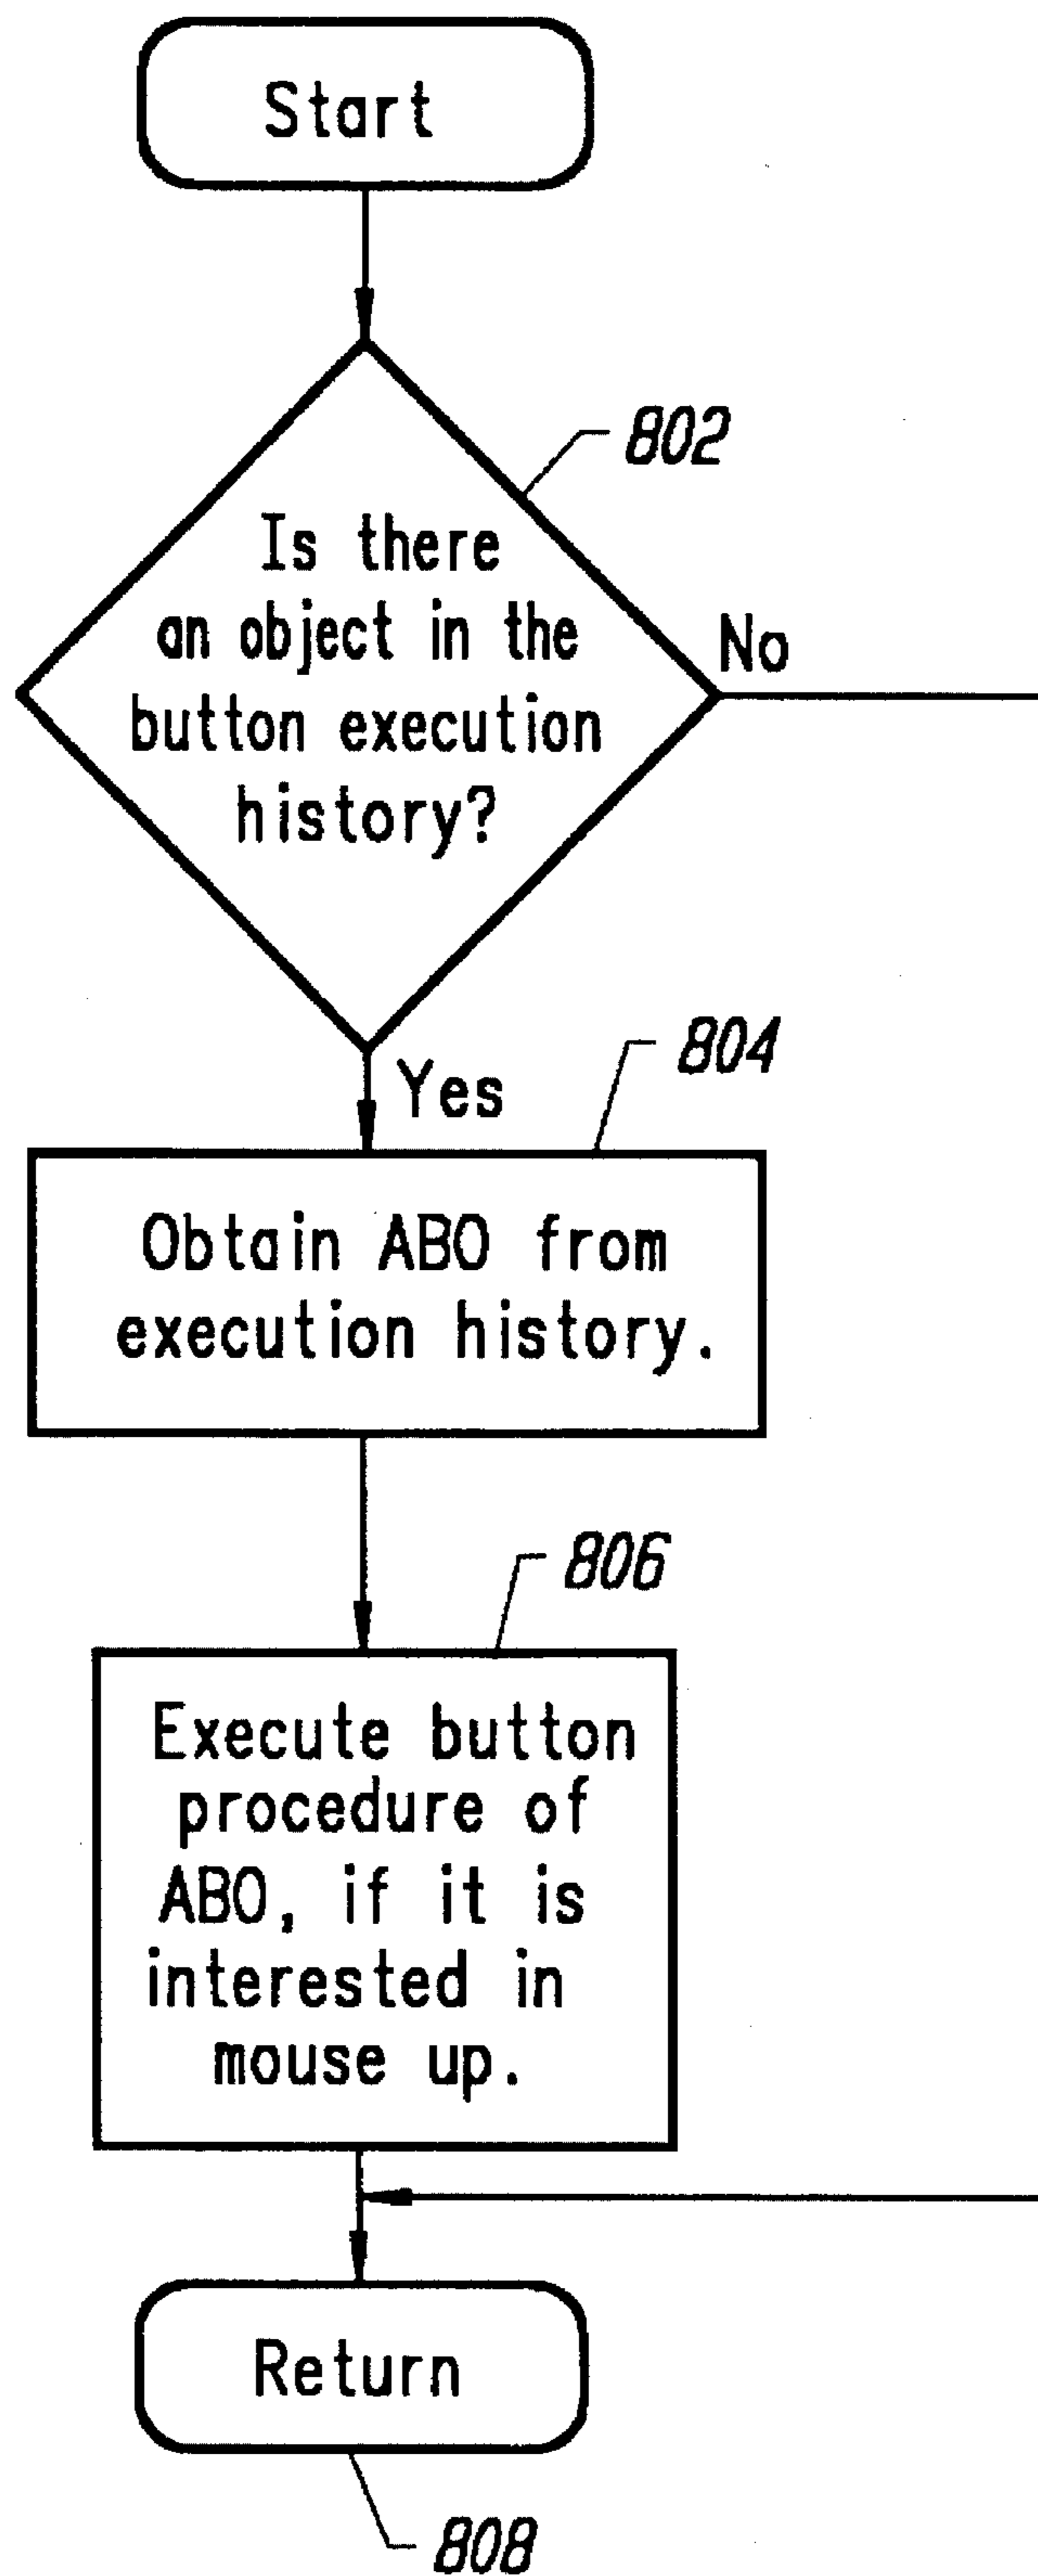 Start
802
Is there
an object in the
button execution
history?
No
Yes
804
Obtain ABO from
execution history.
806
Execute button
procedure of
ABO, if it is
interested in
mouse up.
Return
808